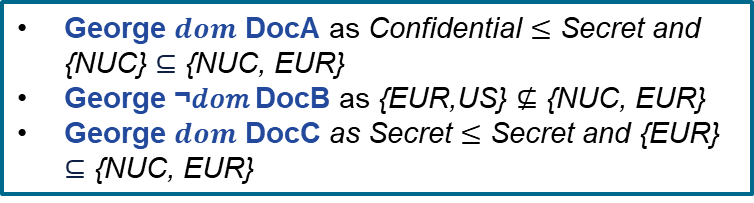 • George dom DocA as Confidential ≤ Secret and
{NUC} ⊆ {NUC, EUR}
• George ¬dom DocB as {EUR,US} ⊈ {NUC, EUR}
• George dom DocC as Secret ≤ Secret and {EUR}
⊆ {NUC, EUR}